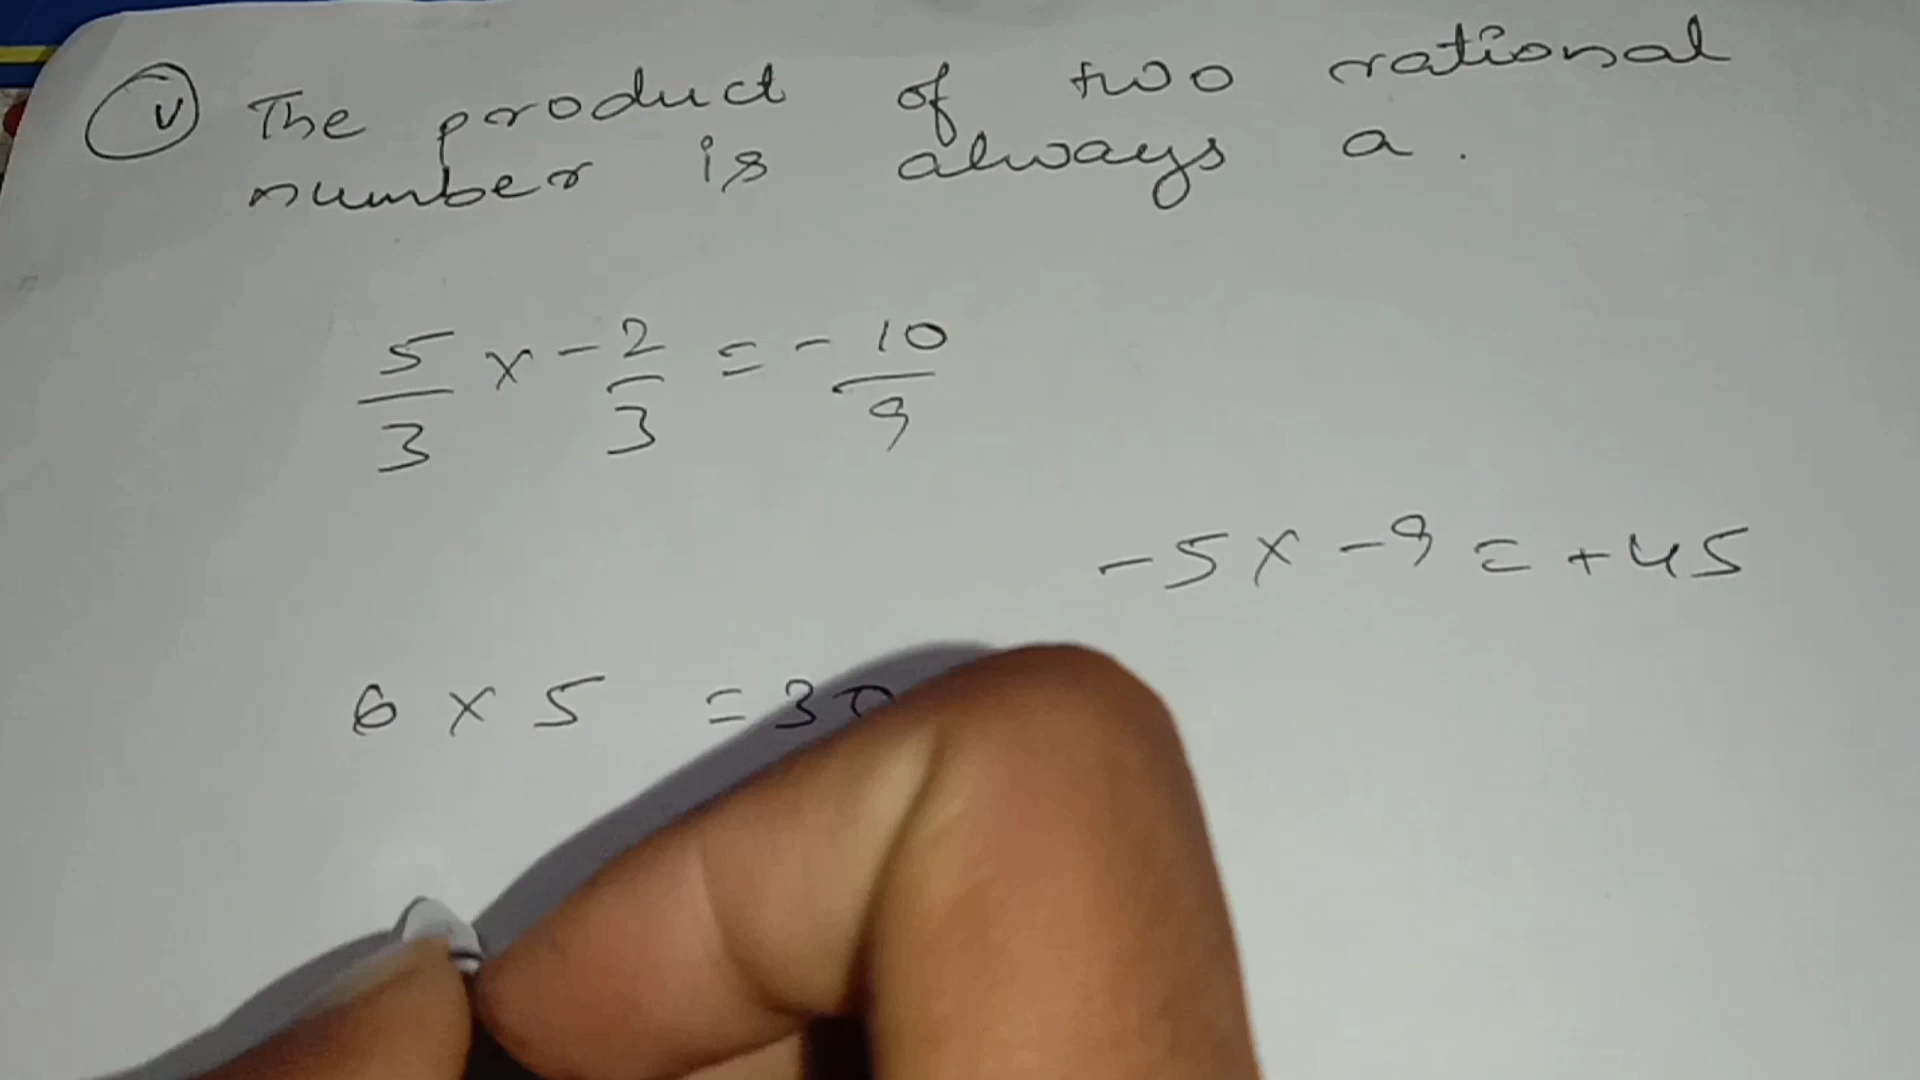 (v) The product of two rational
number is always a.
5/3 x -2/3 = -10/9
-5 x -9 = +45
6 x 5 = 30